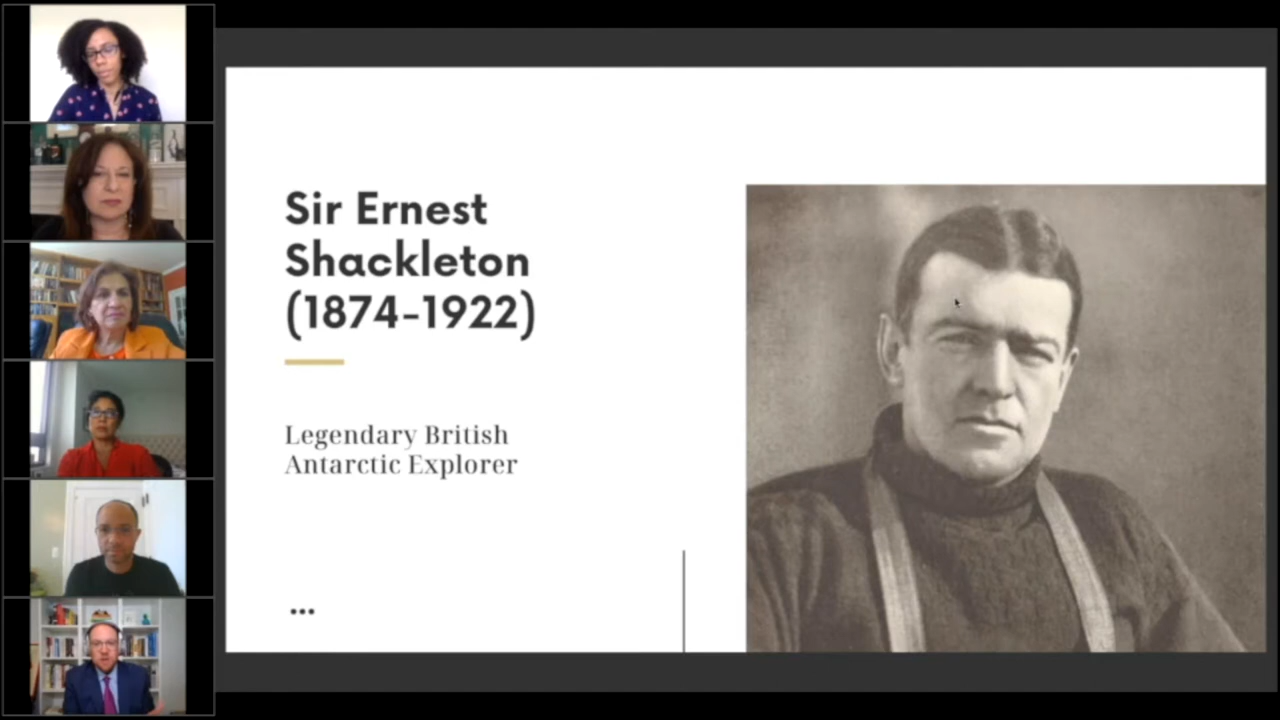 Sir Ernest
Shackleton
(1874-1922)
Legendary British
Antarctic Explorer
...